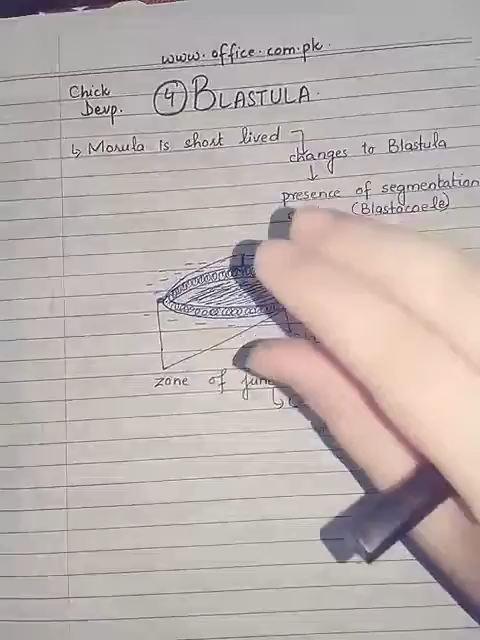 www.office.com.pk.
Chick
Devp.
④ BLASTULA.
↳ Morula is short lived
changes to Blastula
↓
presence of segmentation
(Blastocoele)
zone of June